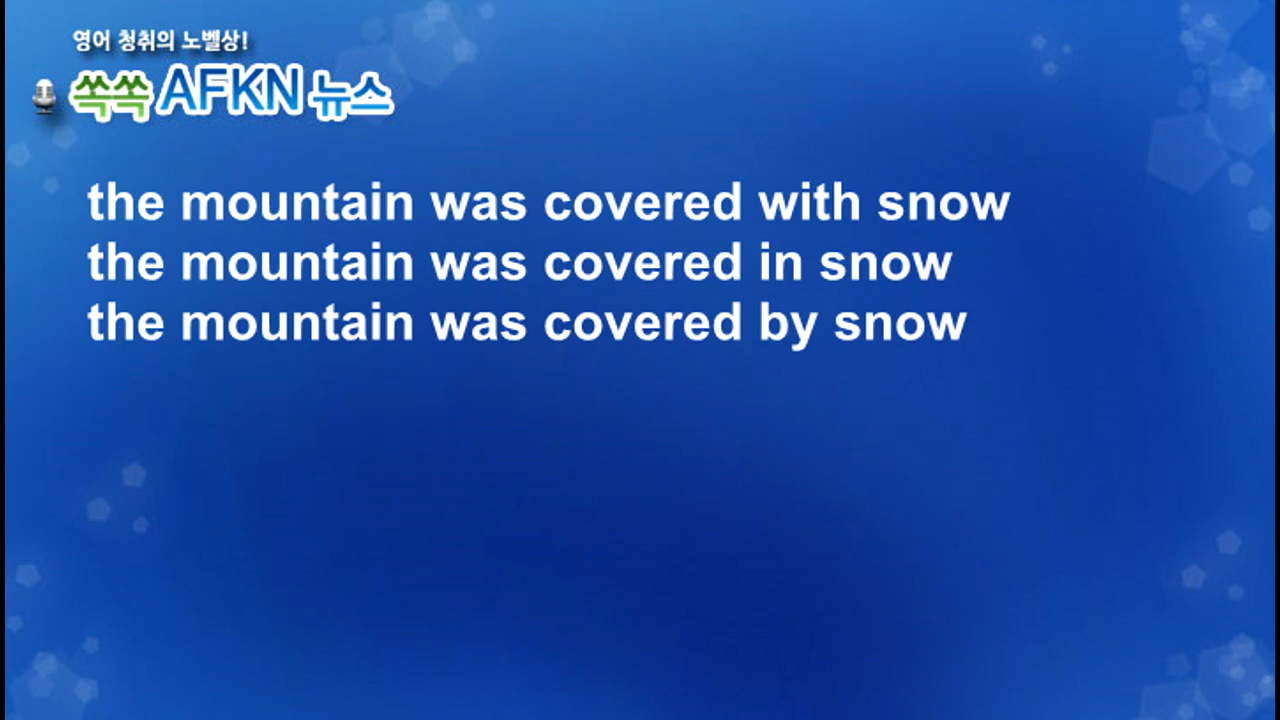 영어 청취의 노벨상!
쏙쏙 AFKN 뉴스
the mountain was covered with snow
the mountain was covered in snow
the mountain was covered by snow